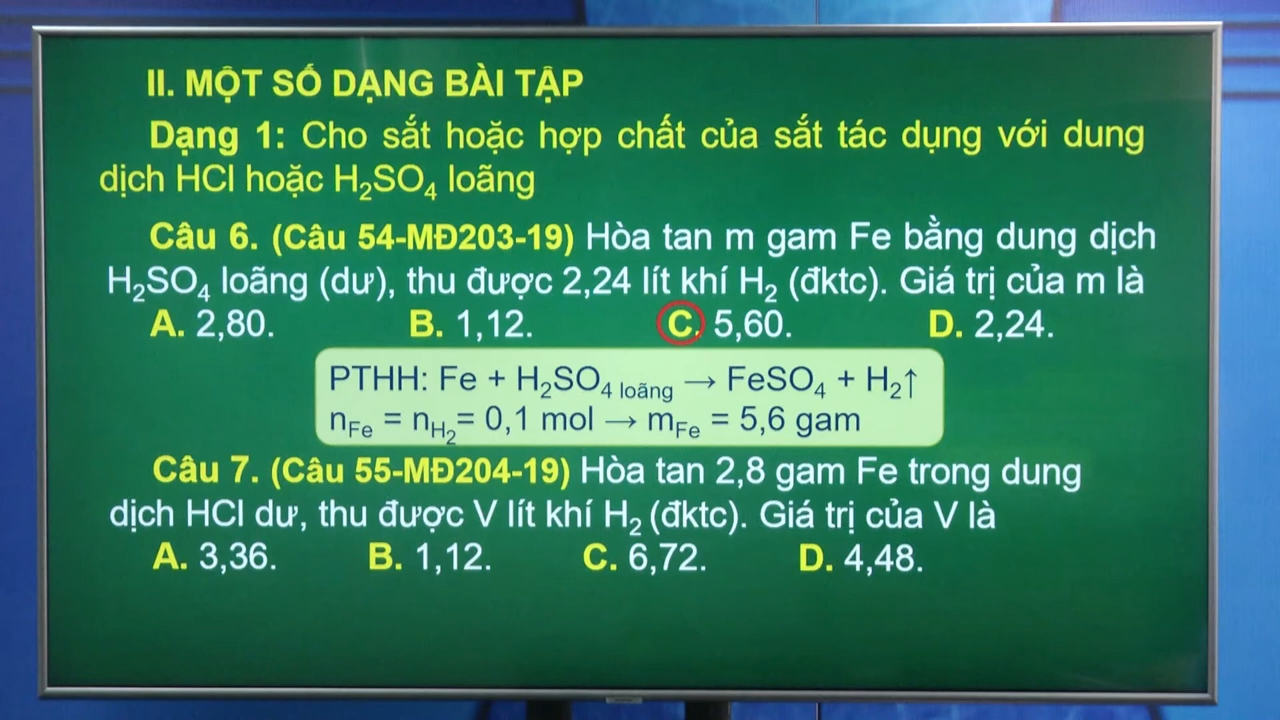 II. MỘT SỐ DẠNG BÀI TẬP
Dạng 1: Cho sắt hoặc hợp chất của sắt tác dụng với dung
dịch HCl hoặc H₂SO₄ loãng
Câu 6. (Câu 54-MĐ203-19) Hòa tan m gam Fe bằng dung dịch
H₂SO₄ loãng (dư), thu được 2,24 lít khí H₂ (đktc). Giá trị của m là
A. 2,80. B. 1,12. C. 5,60. D. 2,24.
PTHH: Fe + H₂SO₄ loãng → FeSO₄ + H₂↑
nFe = nH₂= 0,1 mol → mFe = 5,6 gam
Câu 7. (Câu 55-MĐ204-19) Hòa tan 2,8 gam Fe trong dung
dịch HCl dư, thu được V lít khí H₂ (đktc). Giá trị của V là
A. 3,36. B. 1,12. C. 6,72. D. 4,48.